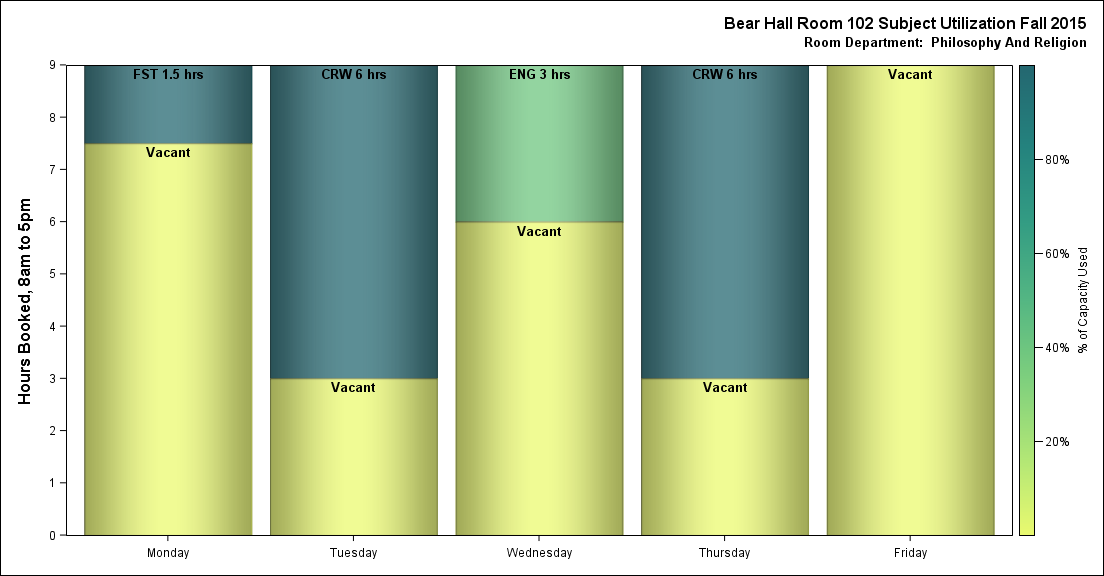 Bear Hall Room 102 Subject Utilization Fall 2015
Room Department:  Philosophy And Religion
Hours Booked, 8am to 5pm
9
8
7
6
5
4
3
2
1
0
FST 1.5 hrs
Vacant
CRW 6 hrs
Vacant
ENG 3 hrs
Vacant
CRW 6 hrs
Vacant
Vacant
Monday
Tuesday
Wednesday
Thursday
Friday
80%
60%
40%
20%
% of Capacity Used